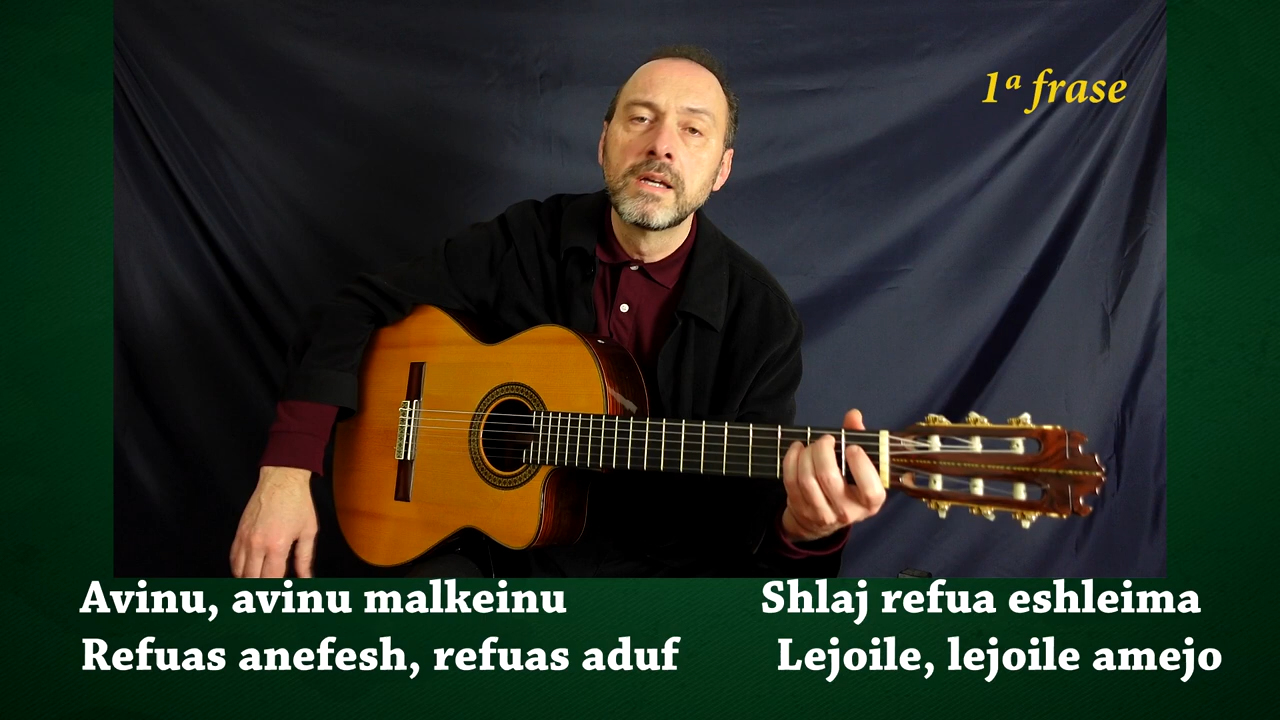 1ª frase
Avinu, avinu malkeinu
Refuas anefesh, refuas aduf
Shlaj refua eshleima
Lejoile, lejoile amejo